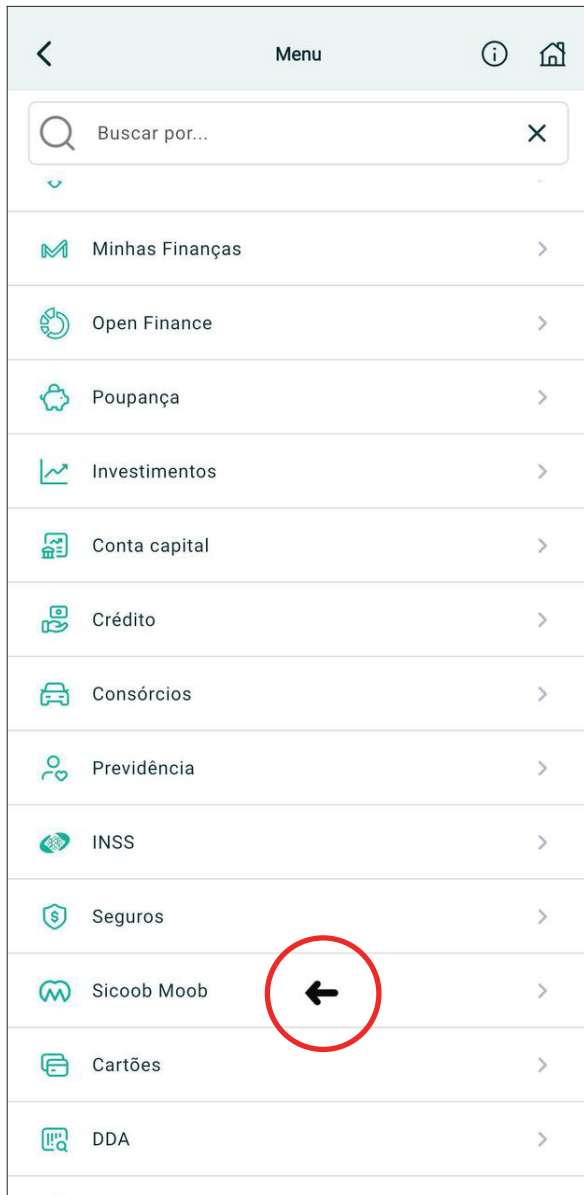 Menu
Buscar por...
Minhas Finanças
Open Finance
Poupança
Investimentos
Conta capital
Crédito
Consórcios
Previdência
INSS
Seguros
Sicoob Moob
Cartões
DDA